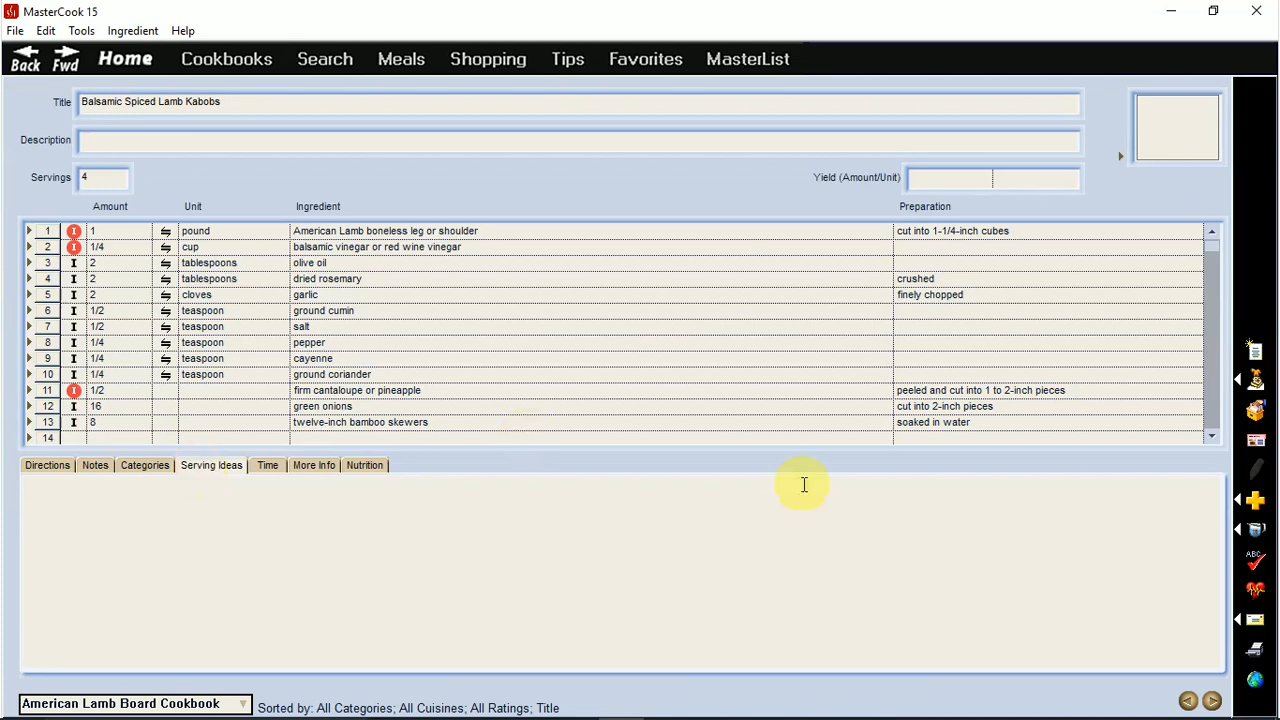 MasterCook 15
File Edit Tools Ingredient Help
Back Fwd Home Cookbooks Search Meals Shopping Tips Favorites MasterList
Title Balsamic Spiced Lamb Kabobs
Description
Servings 4 Yield (Amount/Unit)
Amount Unit Ingredient Preparation
1 I 1 pound American Lamb boneless leg or shoulder cut into 1-1/4-inch cubes
2 I 1/4 cup balsamic vinegar or red wine vinegar
3 I 2 tablespoons olive oil
4 I 2 tablespoons dried rosemary crushed
5 I 2 cloves garlic finely chopped
6 I 1/2 teaspoon ground cumin
7 I 1/2 teaspoon salt
8 I 1/4 teaspoon pepper
9 I 1/4 teaspoon cayenne
10 I 1/4 teaspoon ground coriander
11 I 1/2 firm cantaloupe or pineapple peeled and cut into 1 to 2-inch pieces
12 I 16 green onions cut into 2-inch pieces
13 I 8 twelve-inch bamboo skewers soaked in water
14
Directions Notes Categories Serving Ideas Time More Info Nutrition
ABC
American Lamb Board Cookbook Sorted by: All Categories; All Cuisines; All Ratings; Title